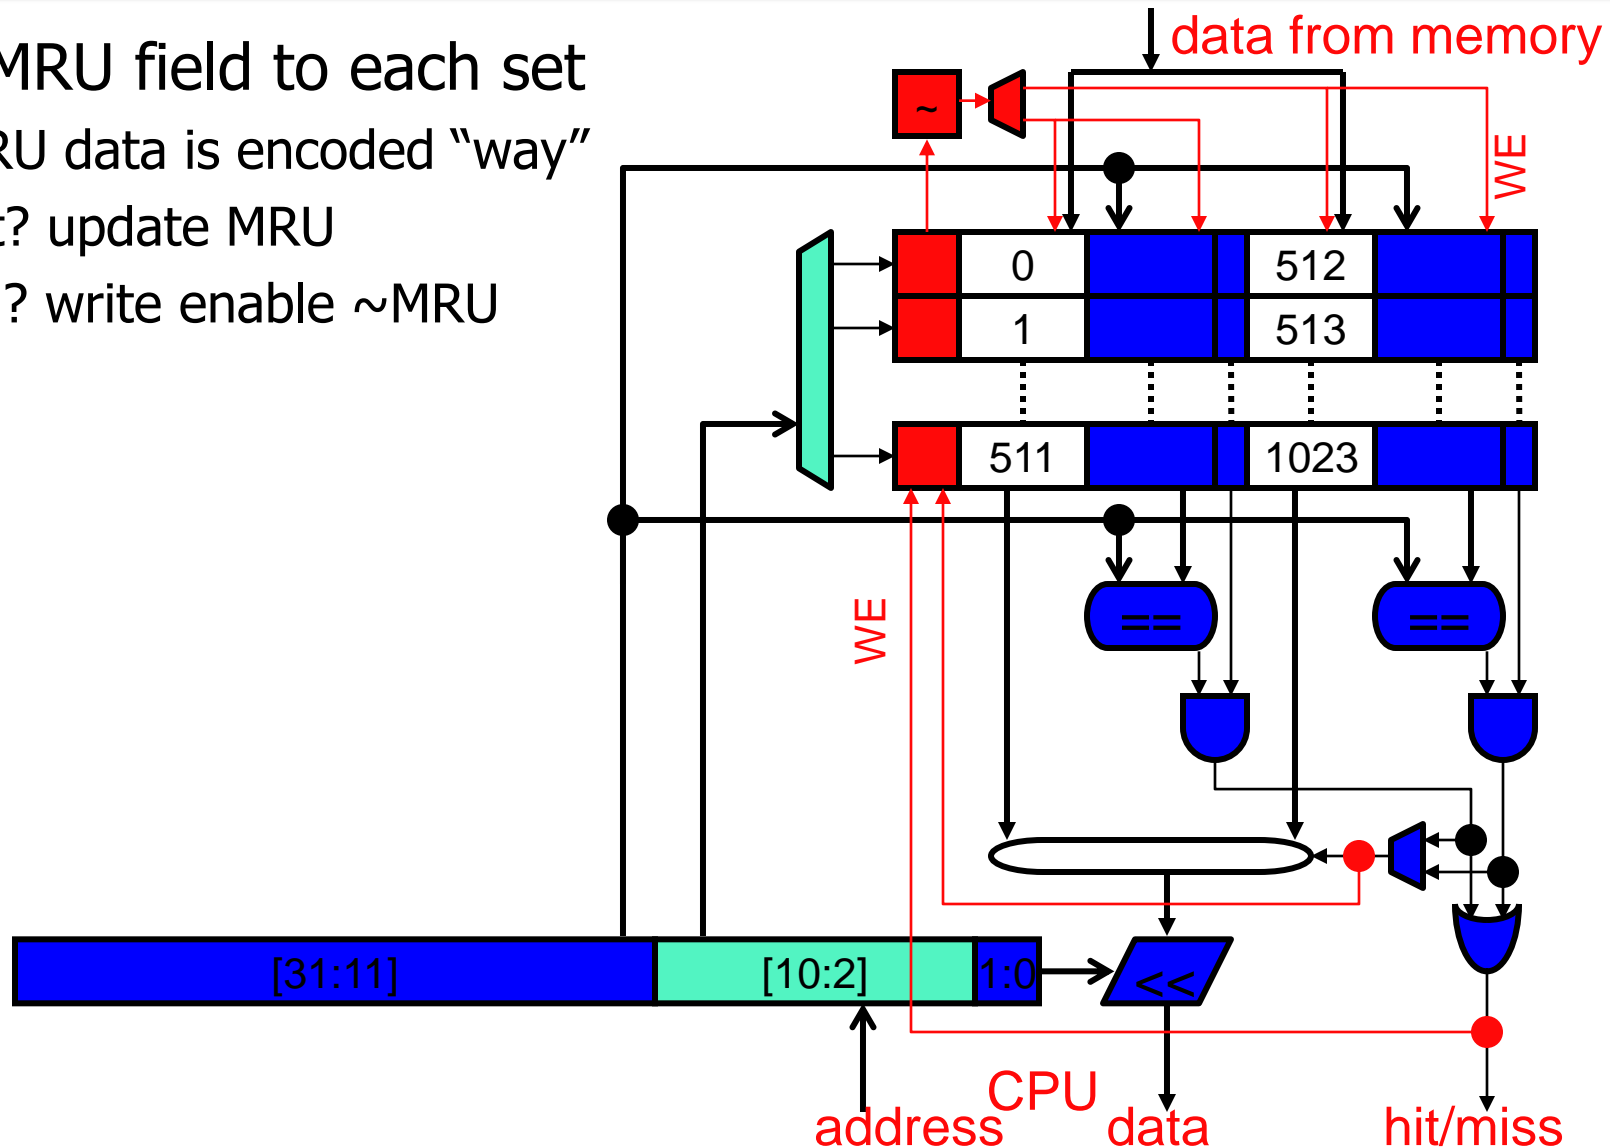 MRU field to each set
RU data is encoded “way”
t? update MRU
? write enable ~MRU
data from memory
~
WE
0
512
1
513
511
1023
WE
==
==
[31:11]
[10:2]
1:0
<<
CPU
address
data
hit/miss